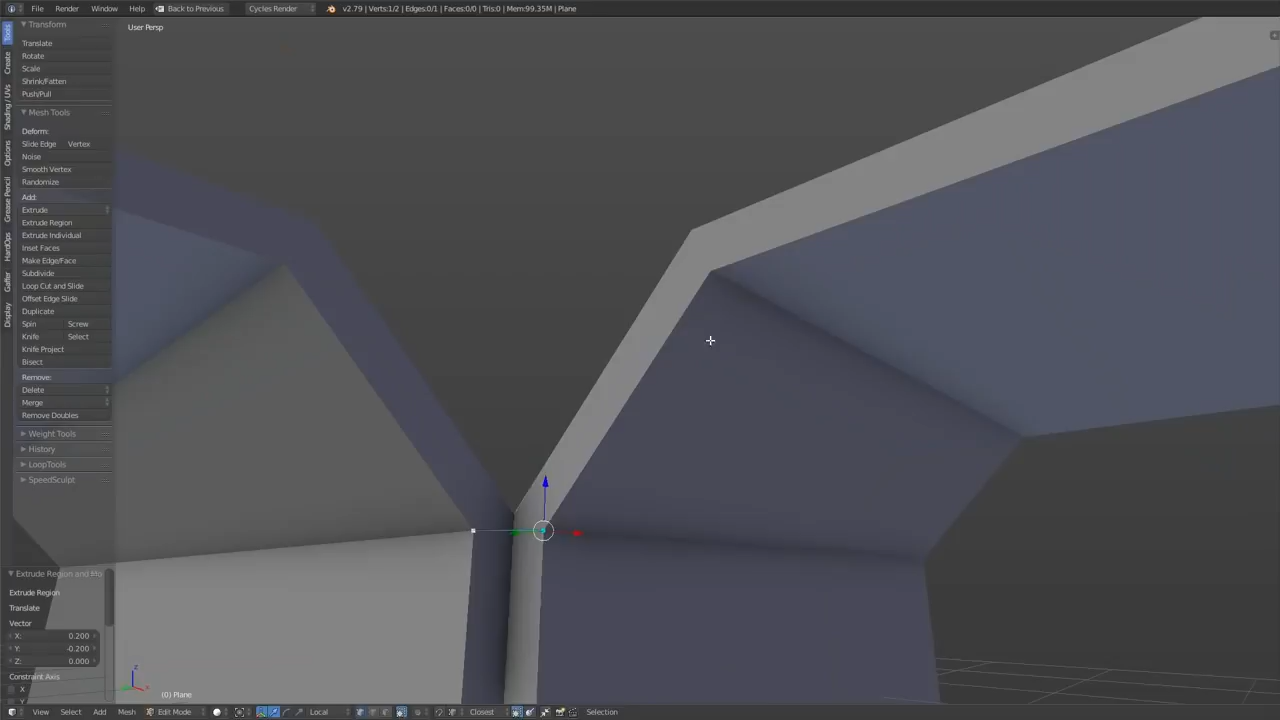 File Render Window Help Back to Previous Cycles Render v2.79 | Verts:1/2 | Edges:0/1 | Faces:0/0 | Tris:0 | Mem:99.35M | Plane
User Persp
Tools
Create
Shading / UVs
Options
Grease Pencil
HardOps
Gaffer
Display
Transform
Translate
Rotate
Scale
Shrink/Fatten
Push/Pull
Mesh Tools
Deform:
Slide Edge Vertex
Noise
Smooth Vertex
Randomize
Add:
Extrude
Extrude Region
Extrude Individual
Inset Faces
Make Edge/Face
Subdivide
Loop Cut and Slide
Offset Edge Slide
Duplicate
Spin Screw
Knife Select
Knife Project
Bisect
Remove:
Delete
Merge
Remove Doubles
Weight Tools
History
LoopTools
SpeedSculpt
Extrude Region and Mo
Extrude Region
Translate
Vector
X: 0.200
Y: -0.200
Z: 0.000
Constraint Axis
X
Y
z
x
(0) Plane
View Select Add Mesh Edit Mode Local Closest Selection